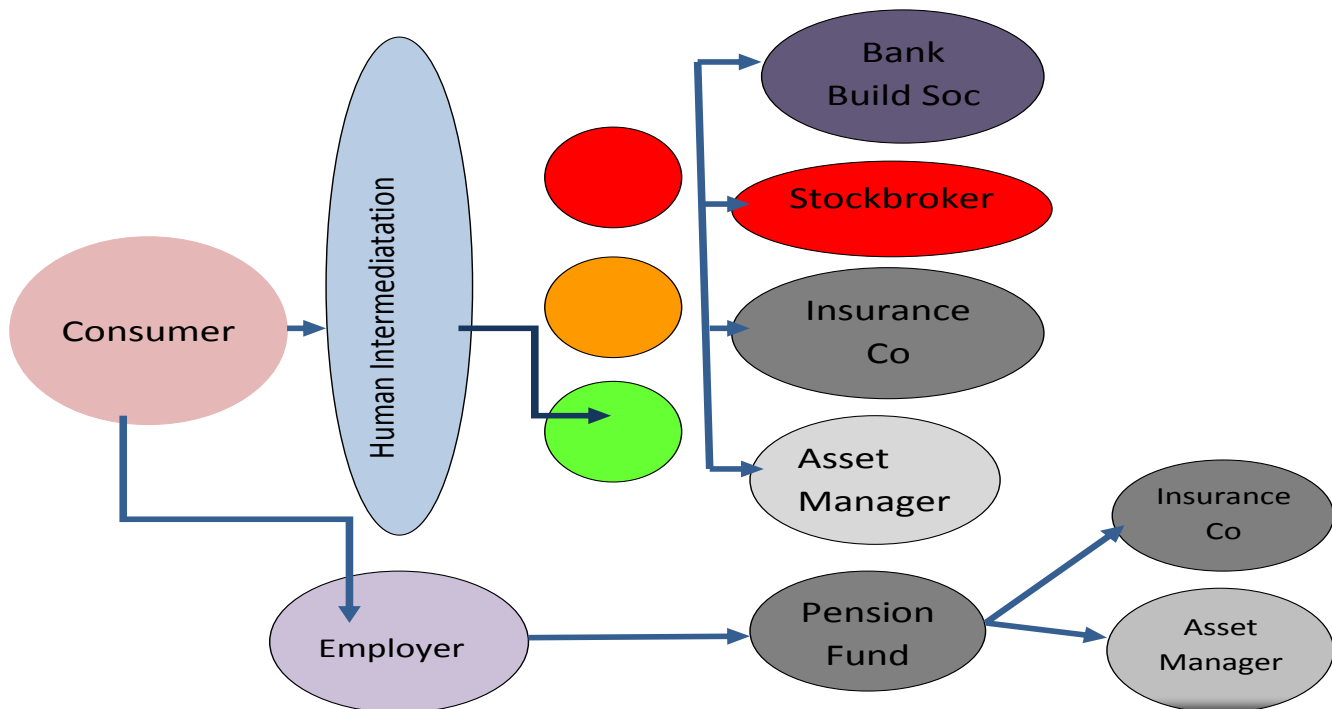 Bank
Build Soc
Stockbroker
Human Intermediatation
Consumer
Insurance
Co
Asset
Manager
Insurance
Co
Employer
Pension
Fund
Asset
Manager